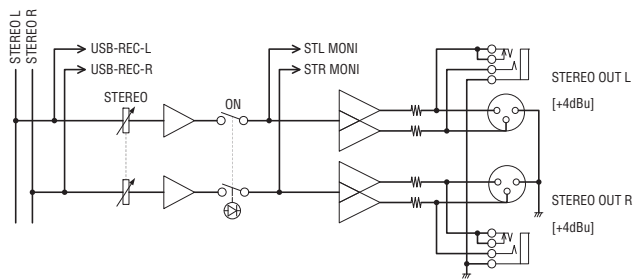 STEREO L
STEREO R
USB-REC-L
USB-REC-R
STEREO
ON
STL MONI
STR MONI
STEREO OUT L
[+4dBu]
STEREO OUT R
[+4dBu]